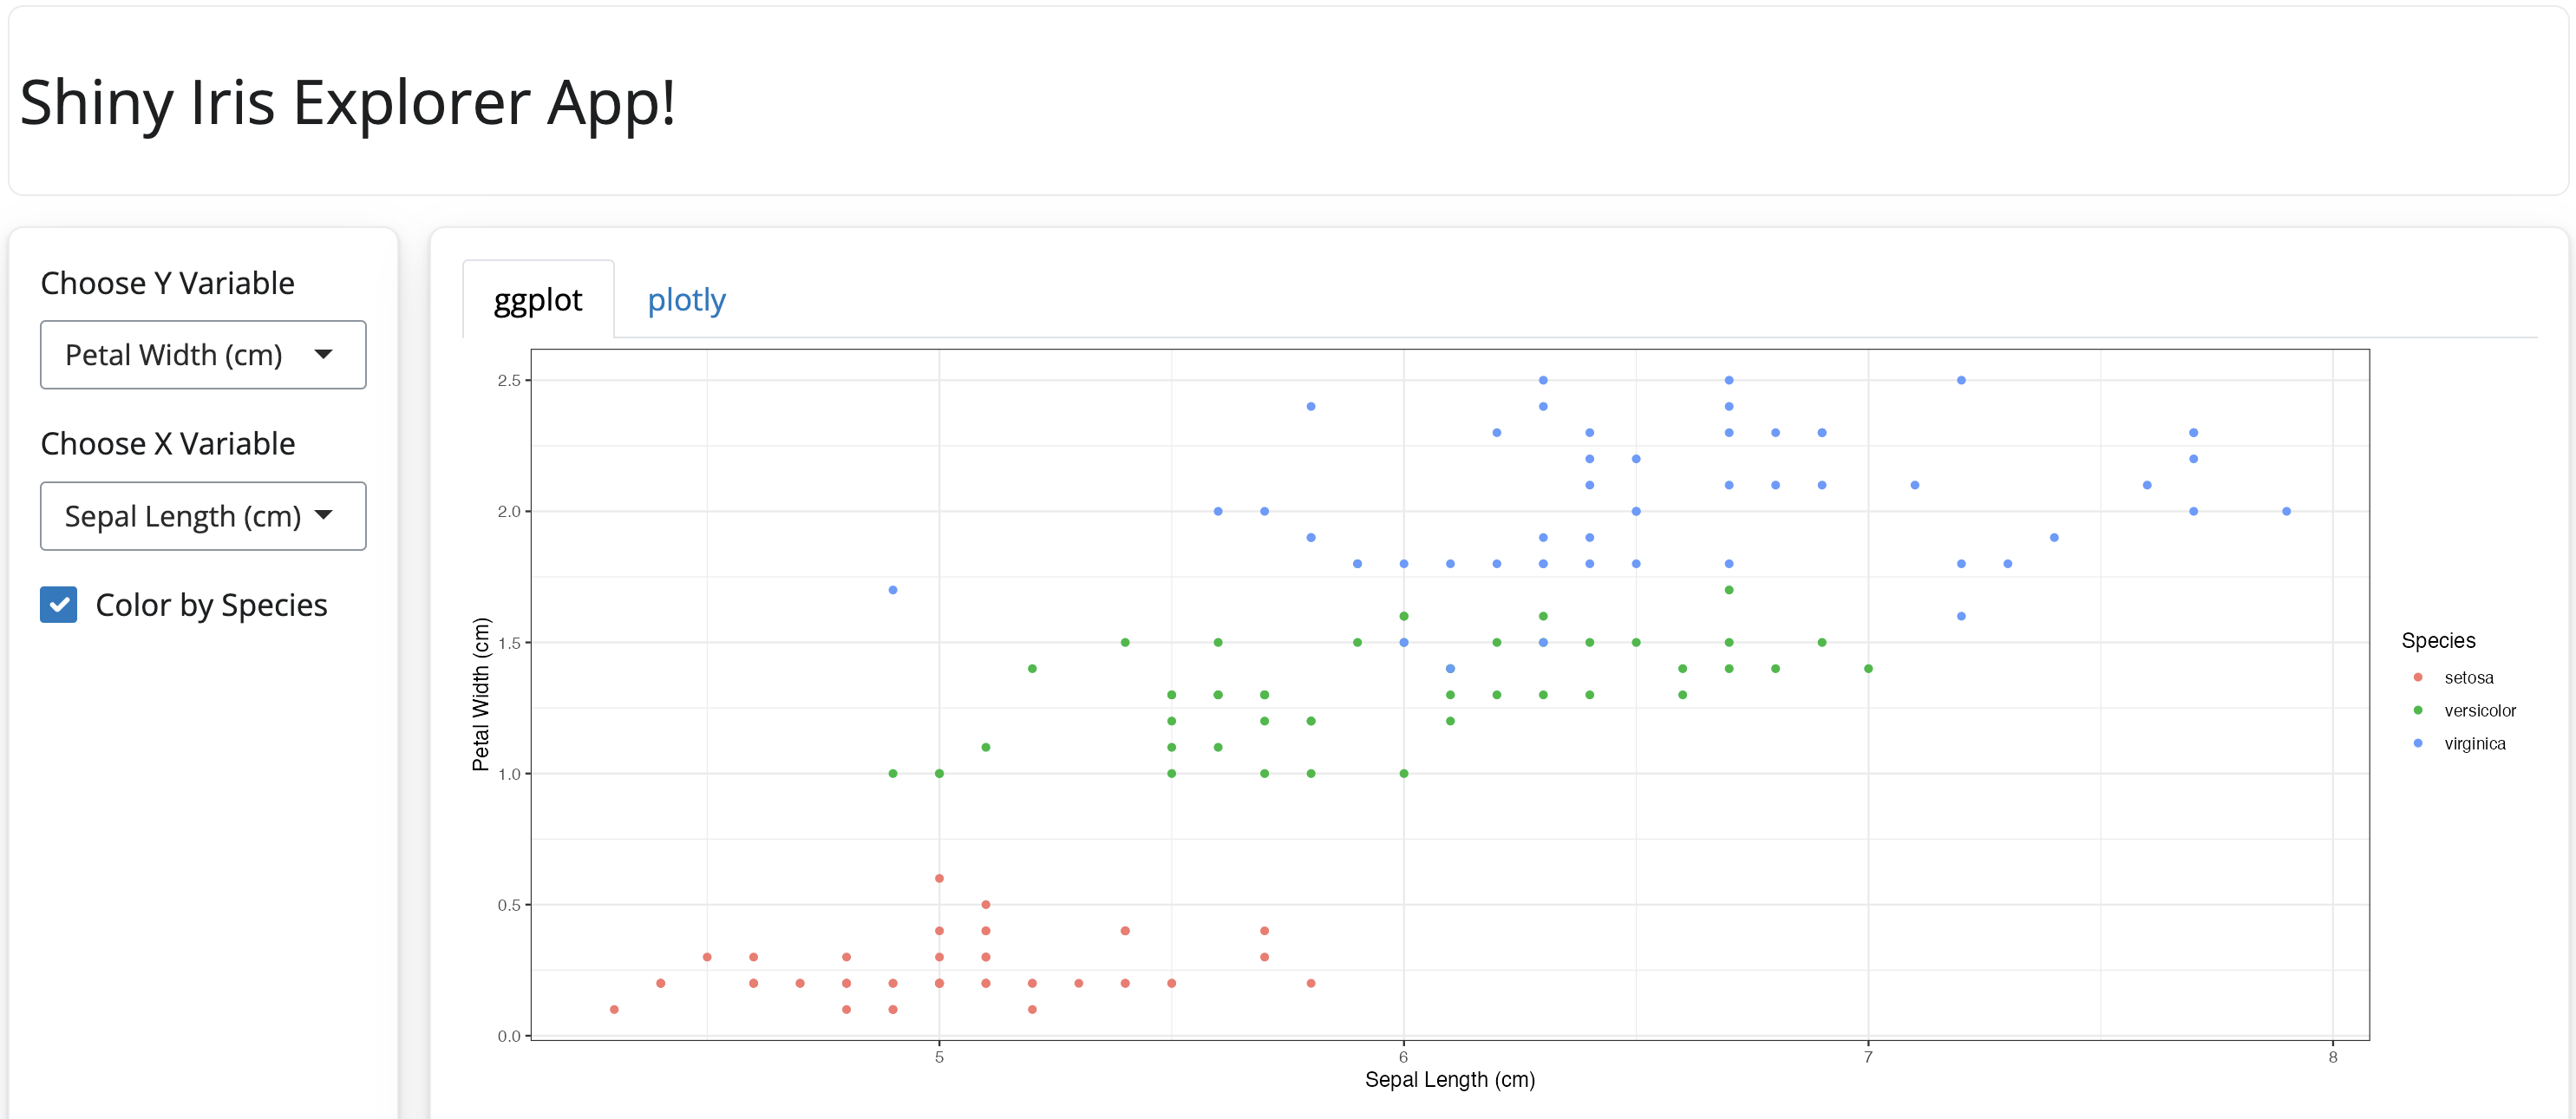 Shiny Iris Explorer App!
Choose Y Variable
Petal Width (cm)
Choose X Variable
Sepal Length (cm)
Color by Species
ggplot
plotly
Petal Width (cm)
2.5
2.0
1.5
1.0
0.5
0.0
5
6
7
8
Sepal Length (cm)
Species
setosa
versicolor
virginica